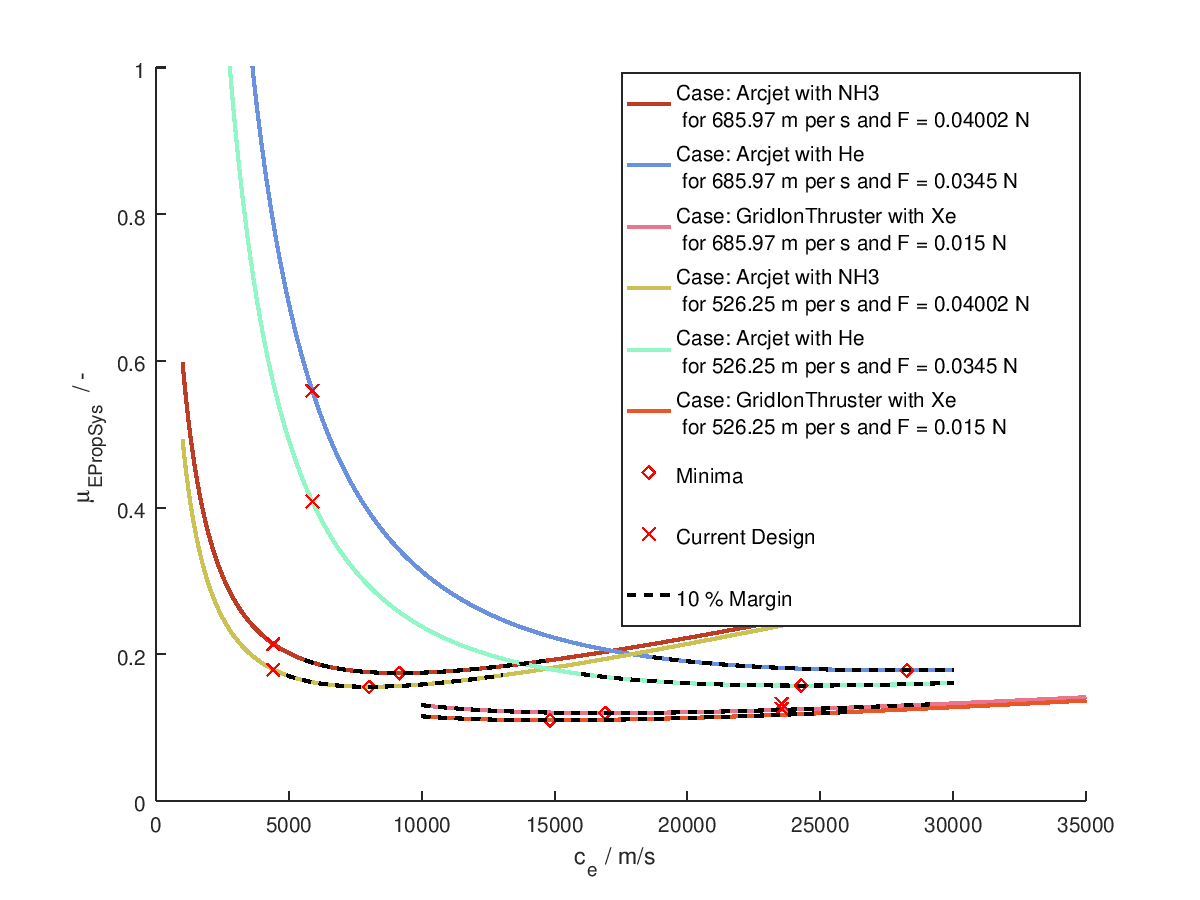 1
0.8
0.6
0.4
0.2
0
μEPropSys / -
0
5000
10000
15000
20000
25000
30000
35000
ce / m/s
Case: Arcjet with NH3
for 685.97 m per s and F = 0.04002 N
Case: Arcjet with He
for 685.97 m per s and F = 0.0345 N
Case: GridIonThruster with Xe
for 685.97 m per s and F = 0.015 N
Case: Arcjet with NH3
for 526.25 m per s and F = 0.04002 N
Case: Arcjet with He
for 526.25 m per s and F = 0.0345 N
Case: GridIonThruster with Xe
for 526.25 m per s and F = 0.015 N
Minima
Current Design
10 % Margin